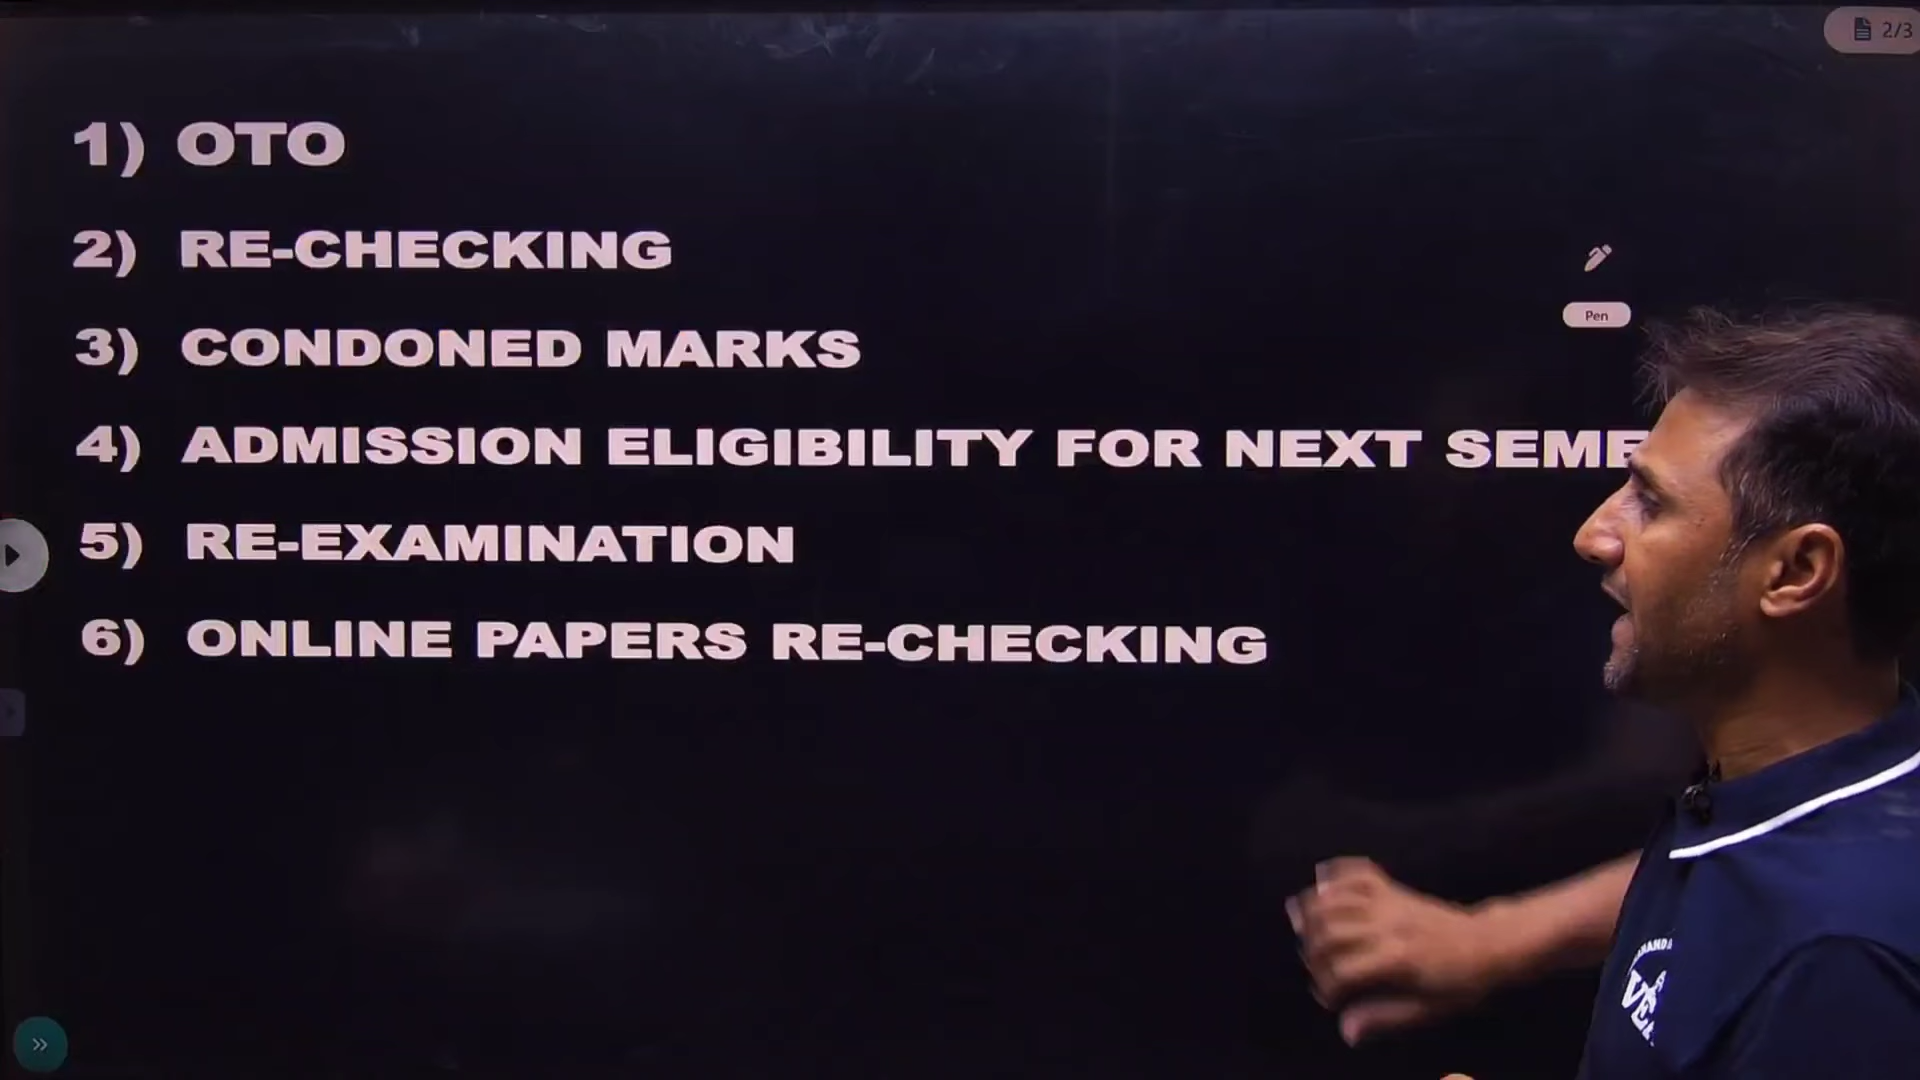 2/3
1) OTO
2) RE-CHECKING
Pen
3) CONDONED MARKS
4) ADMISSION ELIGIBILITY FOR NEXT
5) RE-EXAMINATION
6) ONLINE PAPERS RE-CHECKING